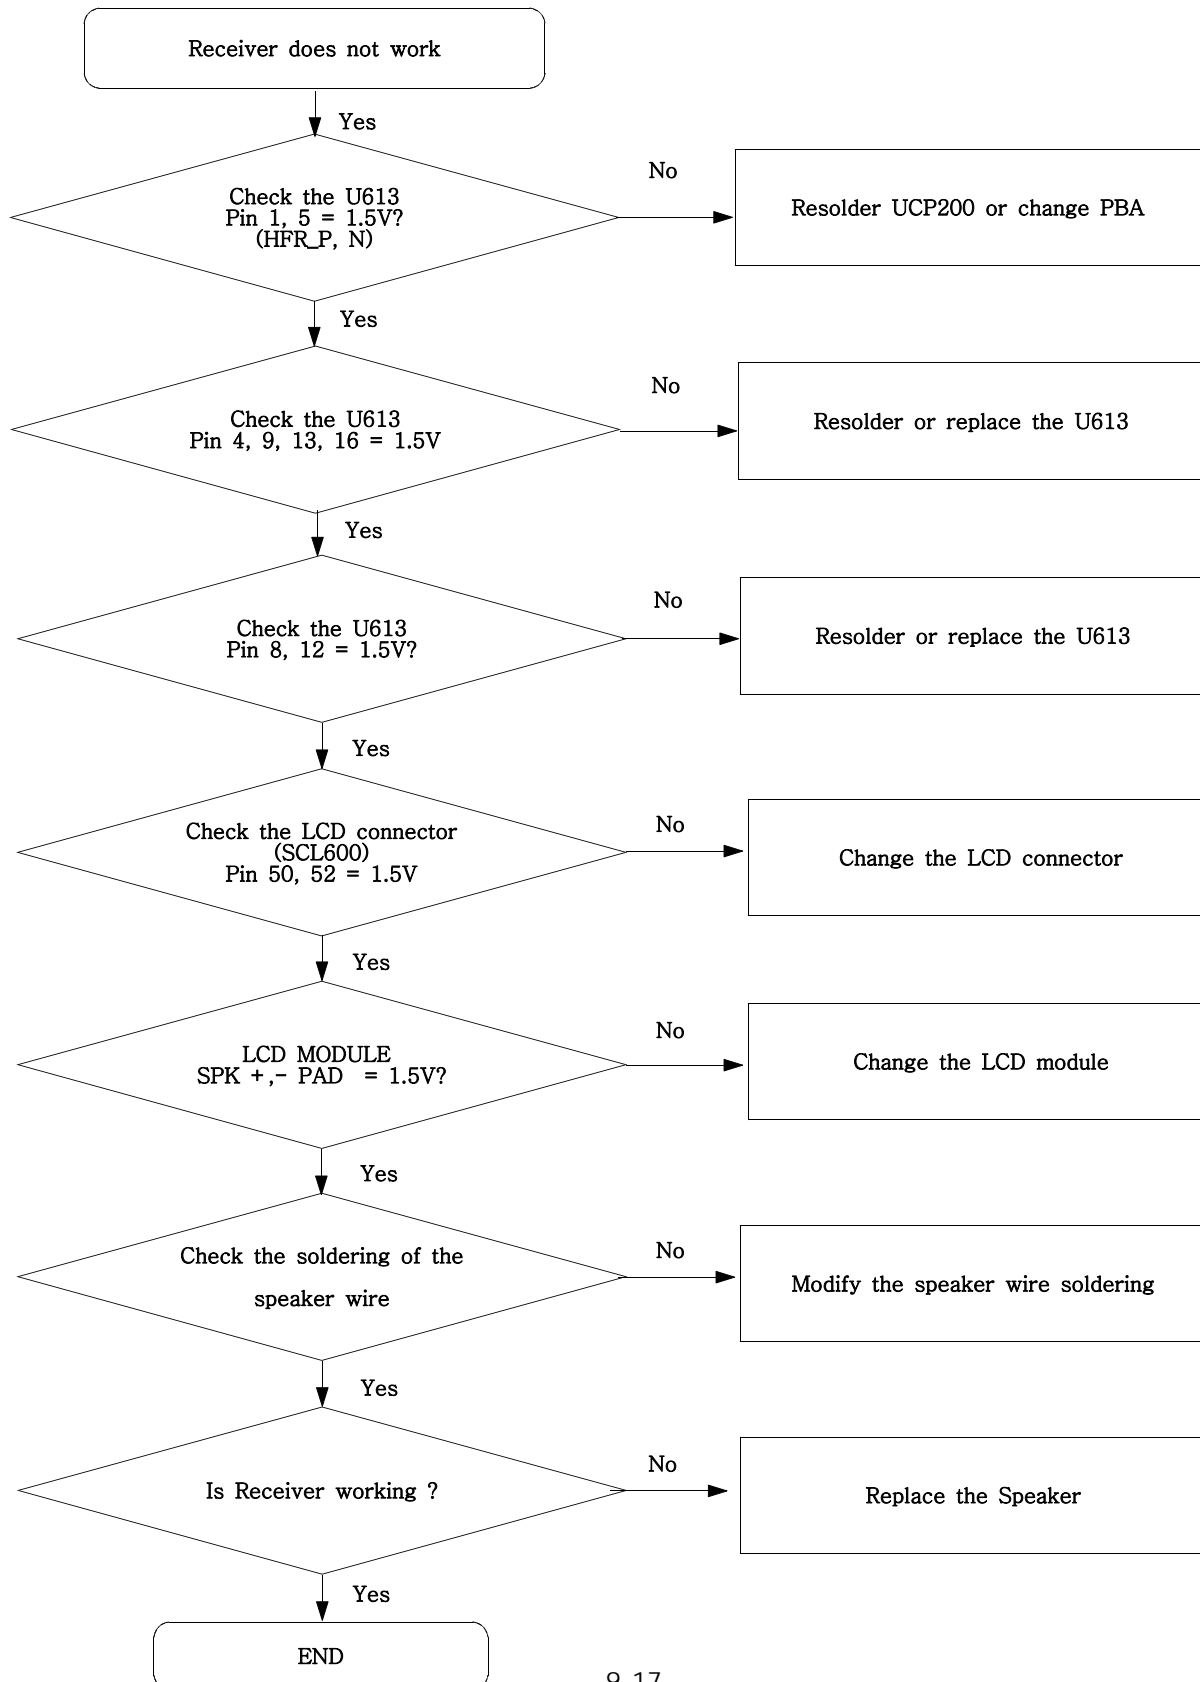 Receiver does not work
Yes
Check the U613
Pin 1, 5 = 1.5V?
(HFR_P, N)
No
Resolder UCP200 or change PBA
Yes
Check the U613
Pin 4, 9, 13, 16 = 1.5V
No
Resolder or replace the U613
Yes
Check the U613
Pin 8, 12 = 1.5V?
No
Resolder or replace the U613
Yes
Check the LCD connector
(SCL600)
Pin 50, 52 = 1.5V
No
Change the LCD connector
Yes
LCD MODULE
SPK +,- PAD = 1.5V?
No
Change the LCD module
Yes
Check the soldering of the
speaker wire
No
Modify the speaker wire soldering
Yes
Is Receiver working ?
No
Replace the Speaker
Yes
END